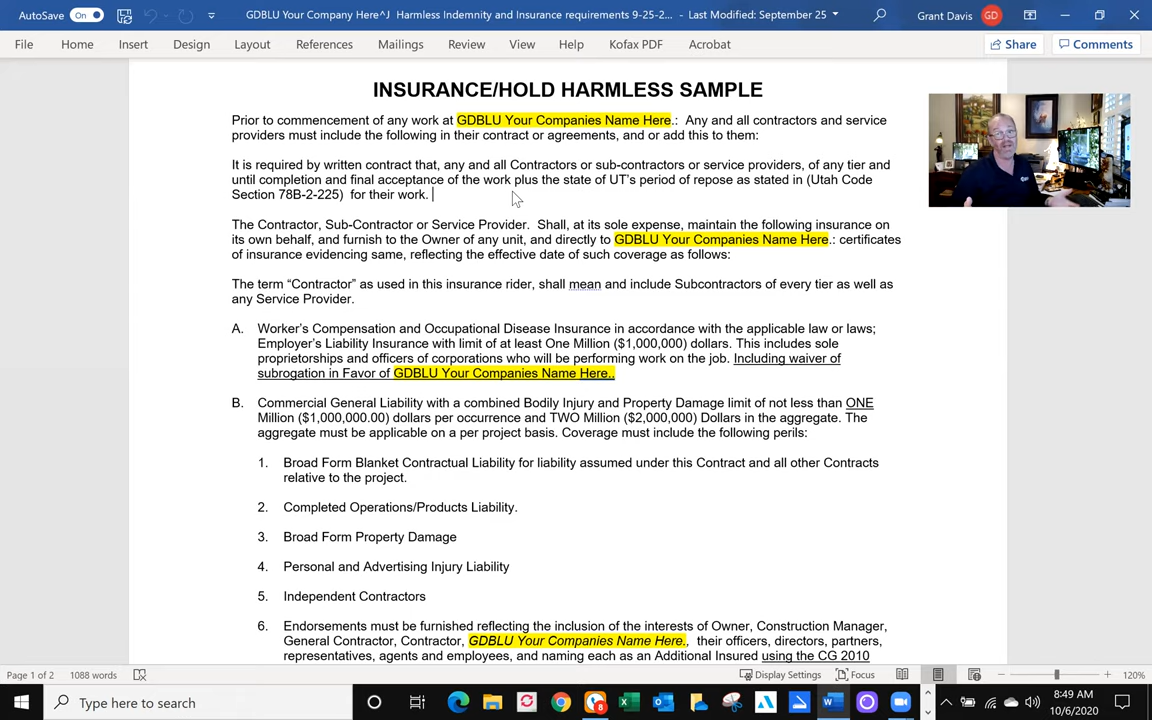 AutoSave On GDBLU Your Company Here^J Harmless Indemnity and Insurance requirements 9-25-2... - Last Modified: September 25 Grant Davis GD
File Home Insert Design Layout References Mailings Review View Help Kofax PDF Acrobat Share Comments
INSURANCE/HOLD HARMLESS SAMPLE
Prior to commencement of any work at GDBLU Your Companies Name Here.: Any and all contractors and service
providers must include the following in their contract or agreements, and or add this to them:
It is required by written contract that, any and all Contractors or sub-contractors or service providers, of any tier and
until completion and final acceptance of the work plus the state of UT's period of repose as stated in (Utah Code
Section 78B-2-225) for their work.
The Contractor, Sub-Contractor or Service Provider. Shall, at its sole expense, maintain the following insurance on
its own behalf, and furnish to the Owner of any unit, and directly to GDBLU Your Companies Name Here.: certificates
of insurance evidencing same, reflecting the effective date of such coverage as follows:
The term “Contractor” as used in this insurance rider, shall mean and include Subcontractors of every tier as well as
any Service Provider.
A. Worker's Compensation and Occupational Disease Insurance in accordance with the applicable law or laws;
Employer's Liability Insurance with limit of at least One Million ($1,000,000) dollars. This includes sole
proprietorships and officers of corporations who will be performing work on the job. Including waiver of
subrogation in Favor of GDBLU Your Companies Name Here..
B. Commercial General Liability with a combined Bodily Injury and Property Damage limit of not less than ONE
Million ($1,000,000.00) dollars per occurrence and TWO Million ($2,000,000) Dollars in the aggregate. The
aggregate must be applicable on a per project basis. Coverage must include the following perils:
1. Broad Form Blanket Contractual Liability for liability assumed under this Contract and all other Contracts
relative to the project.
2. Completed Operations/Products Liability.
3. Broad Form Property Damage
4. Personal and Advertising Injury Liability
5. Independent Contractors
6. Endorsements must be furnished reflecting the inclusion of the interests of Owner, Construction Manager,
General Contractor, Contractor, GDBLU Your Companies Name Here., their officers, directors, partners,
representatives, agents and employees, and naming each as an Additional Insured using the CG 2010
Page 1 of 2 1088 words Display Settings Focus 120%
Type here to search 8:49 AM
10/6/2020